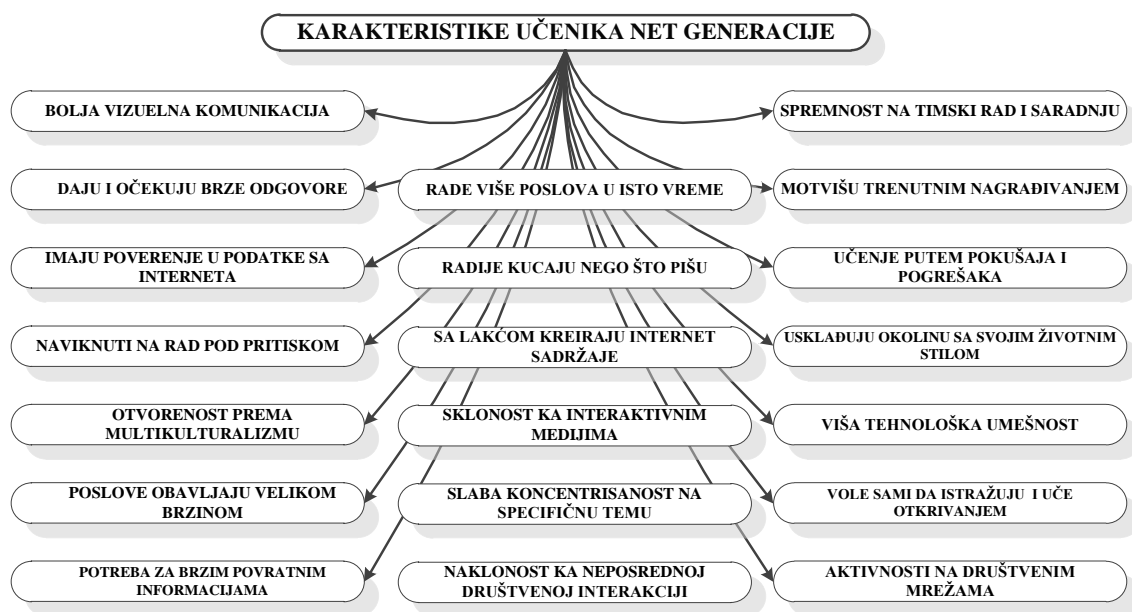 KARAKTERISTIKE UČENIKA NET GENERACIJE
BOLJA VIZUELNA KOMUNIKACIJA
SPREMNOST NA TIMSKI RAD I SARADNJU
DAJU I OČEKUJU BRZE ODGOVORE
RADE VIŠE POSLOVA U ISTO VREME
MOTVIŠU TRENUTNIM NAGRAĐIVANJEM
IMAJU POVERENJE U PODATKE SA
INTERNETA
RADIJE KUCAJU NEGO ŠTO PIŠU
UČENJE PUTEM POKUŠAJA I
POGREŠAKA
NAVIKNUTI NA RAD POD PRITISKOM
SA LAKĆOM KREIRAJU INTERNET
SADRŽAJE
USKLAĐUJU OKOLINU SA SVOJIM ŽIVOTNIM
STILOM
OTVORENOST PREMA
MULTIKULTURALIZMU
SKLONOST KA INTERAKTIVNIM
MEDIJIMA
VIŠA TEHNOLOŠKA UMEŠNOST
POSLOVE OBAVLJAJU VELIKOM
BRZINOM
SLABA KONCENTRISANOST NA
SPECIFIČNU TEMU
VOLE SAMI DA ISTRAŽUJU I UČE
OTKRIVANJEM
POTREBA ZA BRZIM POVRATNIM
INFORMACIJAMA
NAKLONOST KA NEPOSREDNOJ
DRUŠTVENOJ INTERAKCIJI
AKTIVNOSTI NA DRUŠTVENIM
MREŽAMA